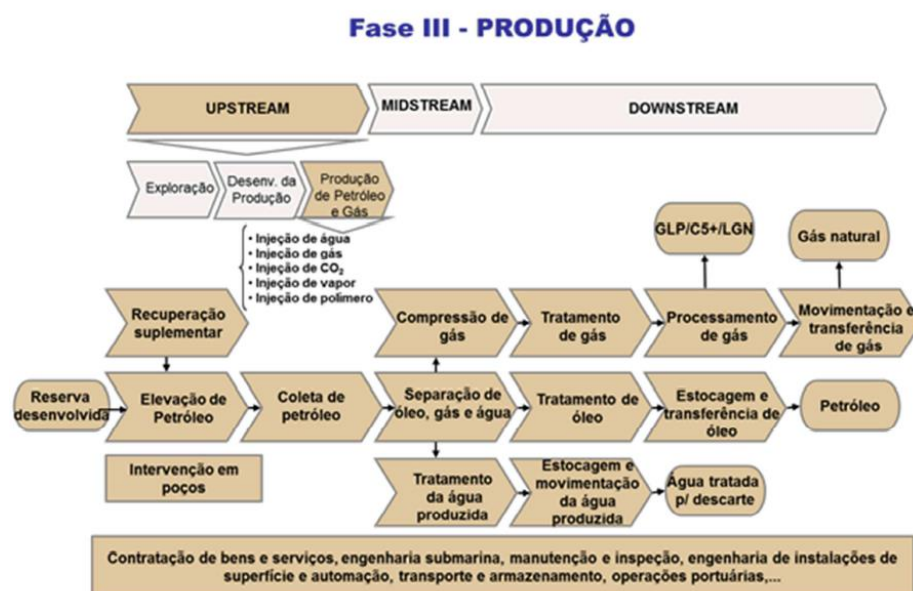 Fase III - PRODUÇÃO
UPSTREAM
MIDSTREAM
DOWNSTREAM
Exploração
Desenv. da
Produção
Produção
de Petróleo
e Gás
• Injeção de água
• Injeção de gás
• Injeção de CO₂
• Injeção de vapor
• Injeção de polimero
GLP/C5+/LGN
Gás natural
Recuperação
suplementar
Compressão de
gás
Tratamento
de gás
Processamento
de gás
Movimentação e
transferência
de gás
Reserva
desenvolvida
Elevação de
Petróleo
Coleta de
petróleo
Separação de
óleo, gás e água
Tratamento
de óleo
Estocagem e
transferência de
óleo
Petróleo
Intervenção em
poços
Tratamento
da água
produzida
Estocagem e
movimentação
da água
produzida
Água tratada
p/ descarte
Contratação de bens e serviços, engenharia submarina, manutenção e inspeção, engenharia de instalações de
superfície e automação, transporte e armazenamento, operações portuárias,...